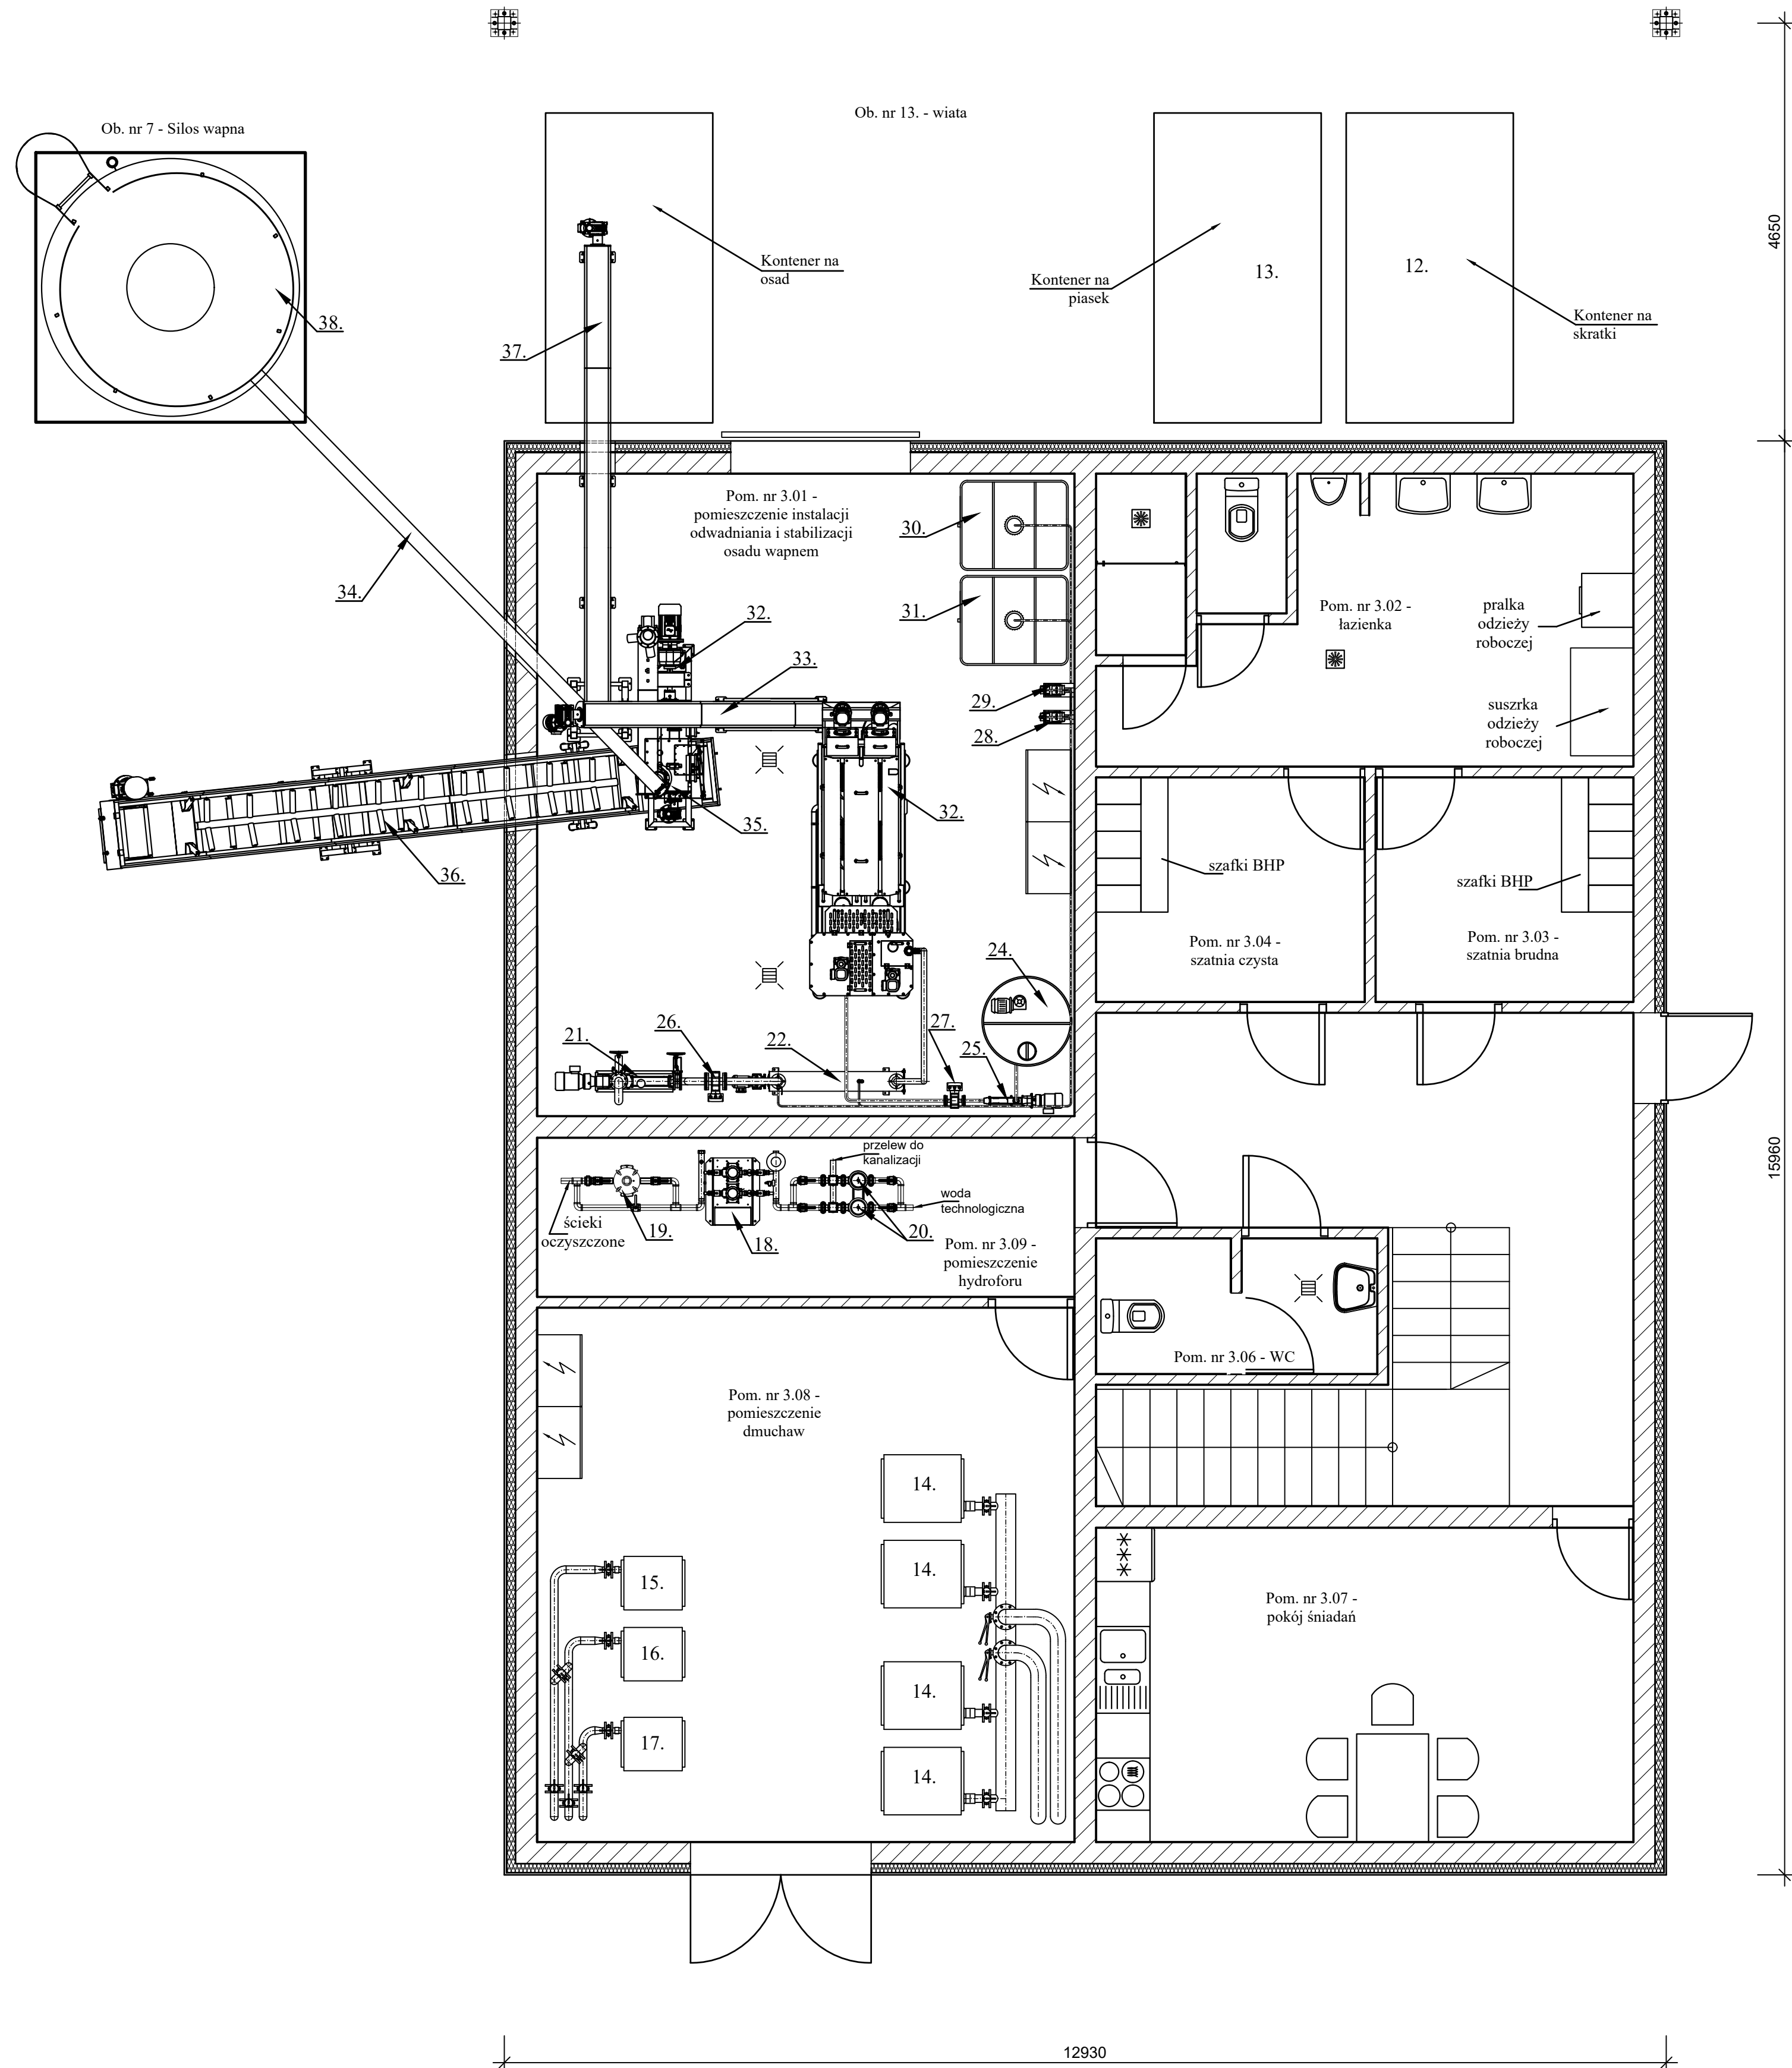 Ob. nr 13. - wiata
Ob. nr 7 - Silos wapna
4650
Kontener na
osad
Kontener na
piasek
13.
12.
Kontener na
skratki
38.
37.
34.
Pom. nr 3.01 -
pomieszczenie instalacji
odwadniania i stabilizacji
osadu wapnem
30.
31.
32.
33.
29.
28.
32.
35.
36.
Pom. nr 3.02 -
łazienka
pralka
odzieży
roboczej
suszrka
odzieży
roboczej
szafki BHP
szafki BHP
Pom. nr 3.04 -
szatnia czysta
Pom. nr 3.03 -
szatnia brudna
24.
21.
26.
22.
27.
25.
15960
przelew do
kanalizacji
woda
technologiczna
ścieki
oczyszczone
19.
18.
20.
Pom. nr 3.09 -
pomieszczenie
hydroforu
Pom. nr 3.06 - WC
Pom. nr 3.08 -
pomieszczenie
dmuchaw
14.
14.
14.
14.
15.
16.
17.
Pom. nr 3.07 -
pokój śniadań
12930